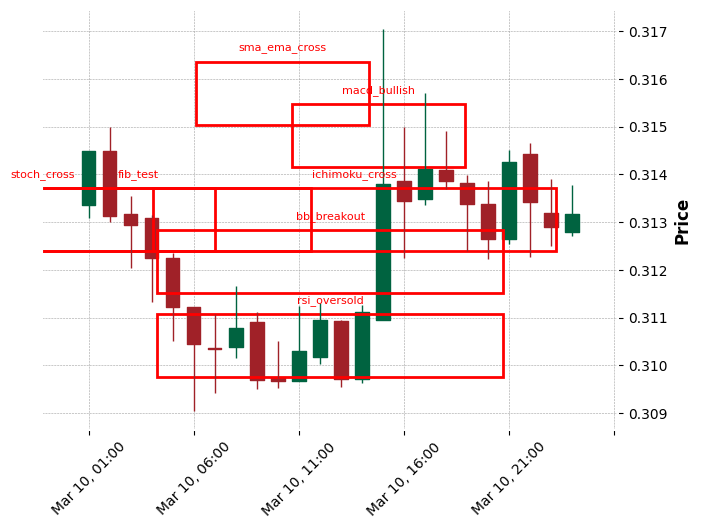 sma_ema_cross
macd_bullish
stoch_cross
fib_test
ichimoku_cross
bb_breakout
rsi_oversold
0.317
0.316
0.315
0.314
0.313
0.312
0.311
0.310
0.309
Price
Mar 10, 01:00
Mar 10, 06:00
Mar 10, 11:00
Mar 10, 16:00
Mar 10, 21:00